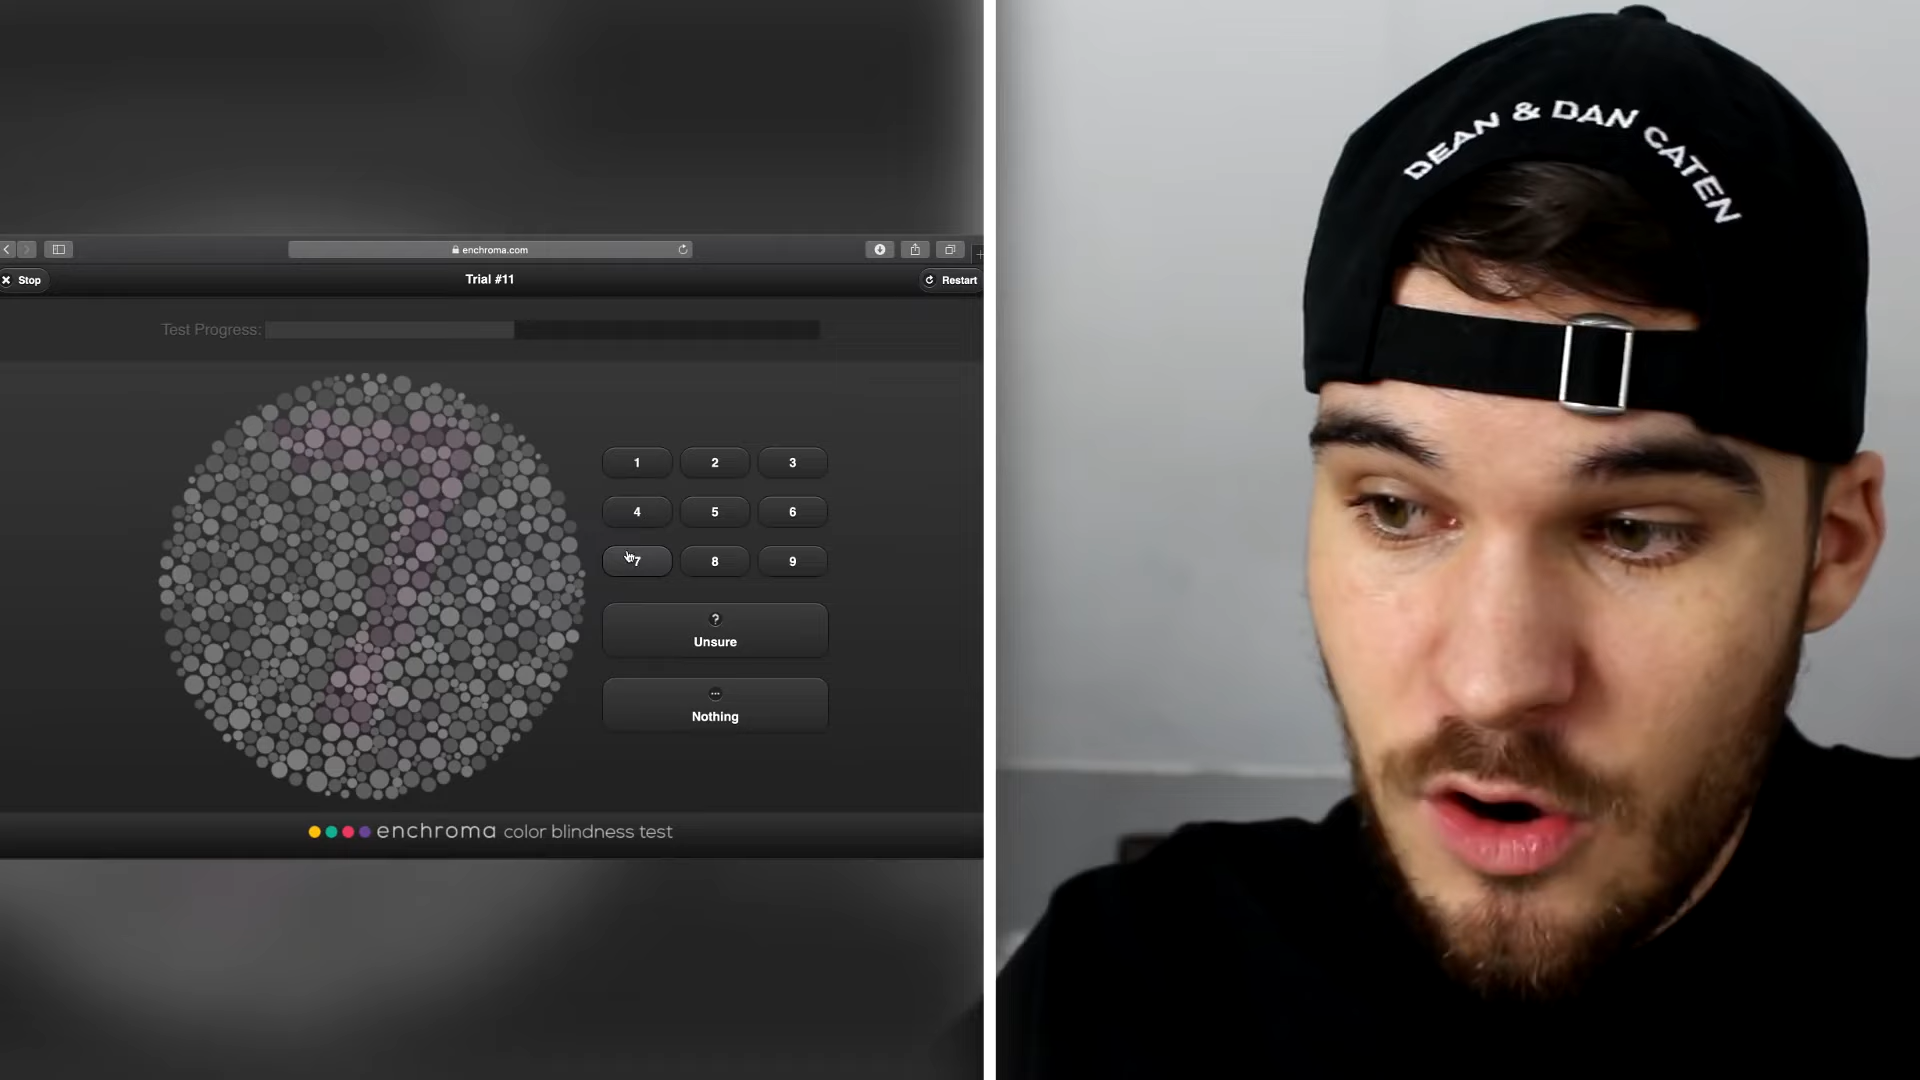 enchroma.com
Stop
Trial #11
Restart
Test Progress:
1 2 3
4 5 6
7 8 9
?
Unsure
...
Nothing
enchroma color blindness test
DEAN & DAN CATEN